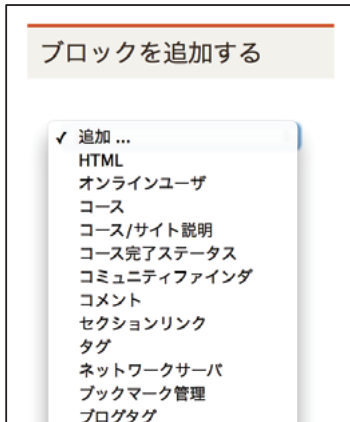 ブロックを追加する
✓ 追加 ...
HTML
オンラインユーザ
コース
コース/サイト説明
コース完了ステータス
コミュニティファインダ
コメント
セクションリンク
タグ
ネットワークサーバ
ブックマーク管理
ブログタグ